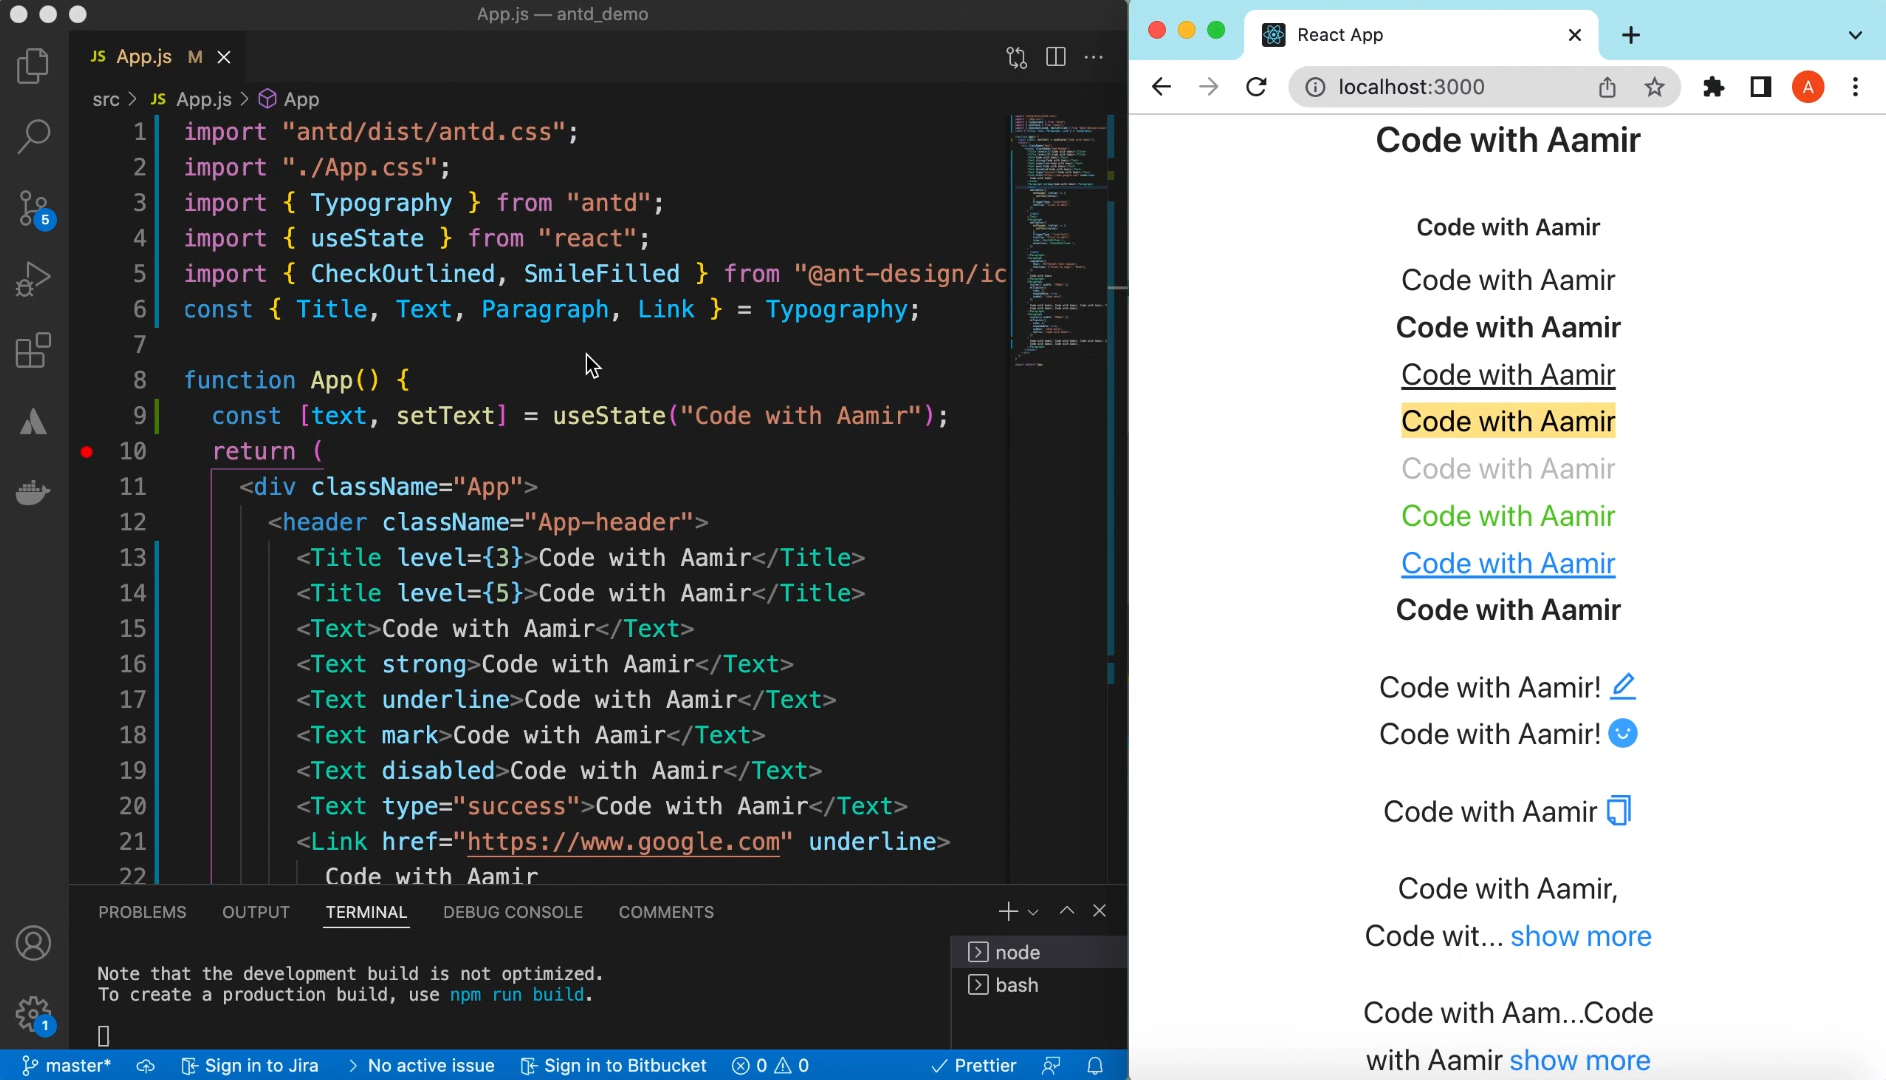 App.js — antd_demo
JS App.js M
src > JS App.js > App
1 import "antd/dist/antd.css";
2 import "./App.css";
3 import { Typography } from "antd";
4 import { useState } from "react";
5 import { CheckOutlined, SmileFilled } from "@ant-design/ic
6 const { Title, Text, Paragraph, Link } = Typography;
7
8 function App() {
9 const [text, setText] = useState("Code with Aamir");
10 return (
11 <div className="App">
12 <header className="App-header">
13 <Title level={3}>Code with Aamir</Title>
14 <Title level={5}>Code with Aamir</Title>
15 <Text>Code with Aamir</Text>
16 <Text strong>Code with Aamir</Text>
17 <Text underline>Code with Aamir</Text>
18 <Text mark>Code with Aamir</Text>
19 <Text disabled>Code with Aamir</Text>
20 <Text type="success">Code with Aamir</Text>
21 <Link href="https://www.google.com" underline>
22 Code with Aamir
5
1
PROBLEMS OUTPUT TERMINAL DEBUG CONSOLE COMMENTS
Note that the development build is not optimized.
To create a production build, use npm run build.
node
bash
master* Sign in to Jira > No active issue Sign in to Bitbucket 0 0 Prettier
React App
localhost:3000
A
Code with Aamir
Code with Aamir
Code with Aamir
Code with Aamir
Code with Aamir
Code with Aamir
Code with Aamir
Code with Aamir
Code with Aamir
Code with Aamir
Code with Aamir!
Code with Aamir!
Code with Aamir
Code with Aamir,
Code wit... show more
Code with Aam...Code
with Aamir show more